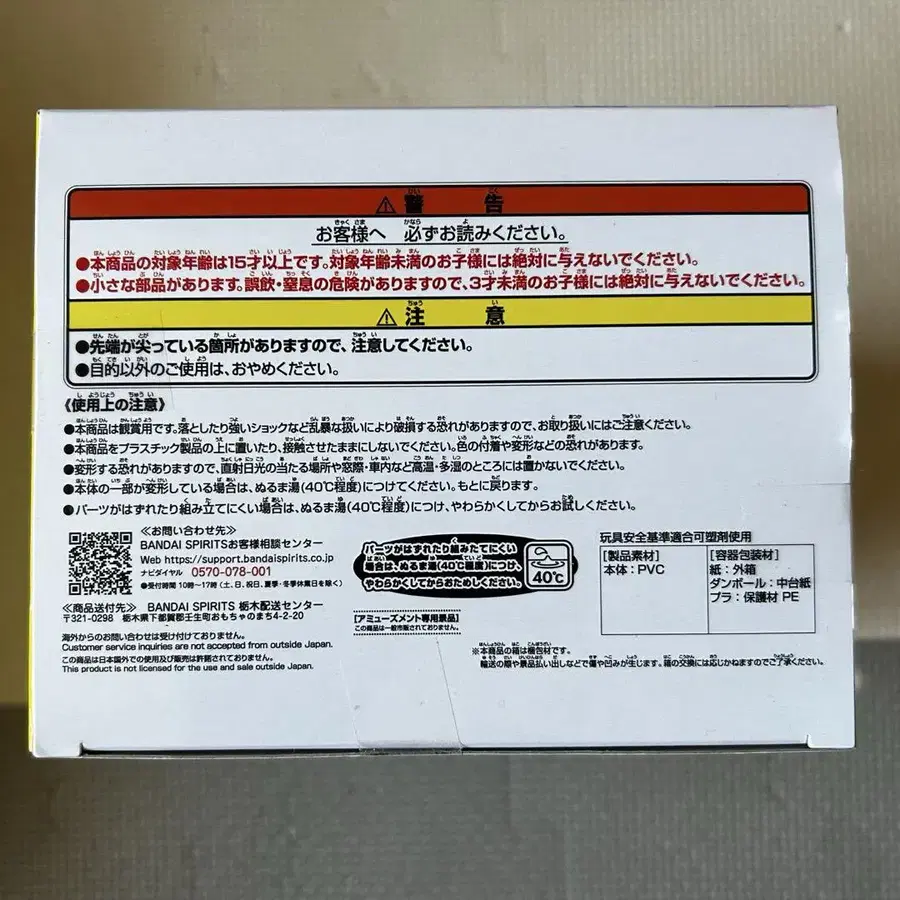 ⚠ 警告
お客様へ 必ずお読みください。
●本商品の対象年齢は15才以上です。対象年齢未満のお子様には絶対に与えないでください。
●小さな部品があります。誤飲・窒息の危険がありますので、3才未満のお子様には絶対に与えないでください。
⚠ 注意
●先端が尖っている箇所がありますので、注意してください。
●目的以外のご使用は、おやめください。
《使用上の注意》
●本商品は観賞用です。落としたり強いショックなど乱暴な扱いにより破損する恐れがありますので、お取り扱いにはご注意ください。
●本商品をプラスチック製品の上に置いたり、接触させたままにしないでください。色の付着や変形などの恐れがあります。
●変形する恐れがありますので、直射日光の当たる場所や窓際・車内など高温・多湿のところには置かないでください。
●本体の一部が変形している場合は、ぬるま湯(40℃程度)につけてください。もとに戻ります。
●パーツがはずれたり組み立てにくい場合は、ぬるま湯(40℃程度)につけ、やわらかくしてからお試しください。
≪お問い合わせ先≫
BANDAI SPIRITSお客様相談センター
Web https://support.bandaispirits.co.jp
ナビダイヤル 0570-078-001
●受付時間 10時～17時 (土、日、祝日、夏季・冬季休業日を除く)
≪商品送付先≫ BANDAI SPIRITS 栃木配送センター
〒321-0298 栃木県下都賀郡壬生町おもちゃのまち4-2-20
海外からのお問い合わせは受け付けておりません。
Customer service inquiries are not accepted from outside Japan.
この商品は日本国外での使用及び販売は許諾されておりません。
This product is not licensed for the use and sale outside Japan.
パーツがはずれたり組みたてにくい
場合は、ぬるま湯(40℃程度)につけ、
やわらかくしてからおためしください。
40℃
[アミューズメント専用景品]
この商品は一般市販されておりません。
玩具安全基準適合可塑剤使用
[製品素材]
本体：PVC
[容器包装材]
紙：外箱
ダンボール：中台紙
プラ：保護材 PE
※本商品の箱は梱包材です。
輸送の際や景品払い出しなどで傷や凹みが生じます。箱の交換には応じかねますのでご了承ください。